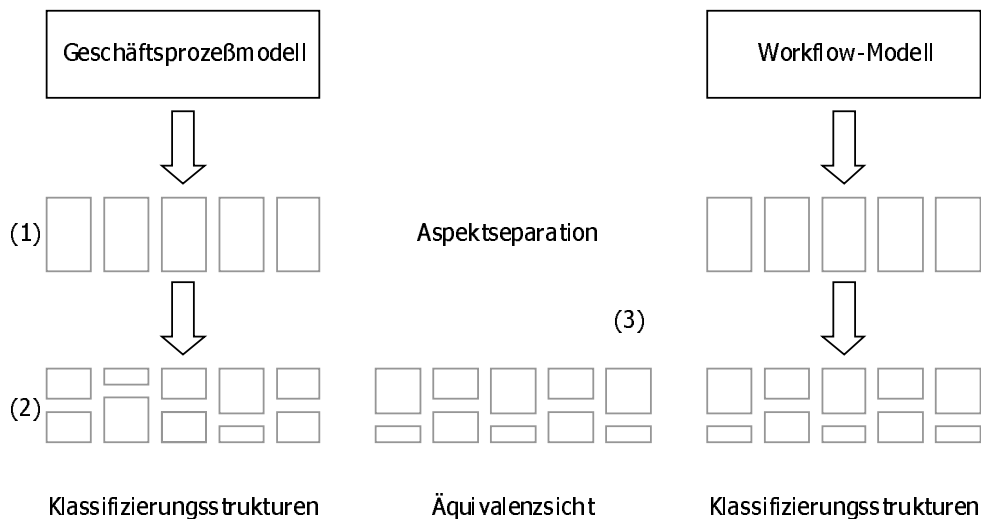 Geschäftsprozeßmodell
Workflow-Modell
(1)
Aspektseparation
(3)
(2)
Klassifizierungsstrukturen
Äquivalenzsicht
Klassifizierungsstrukturen